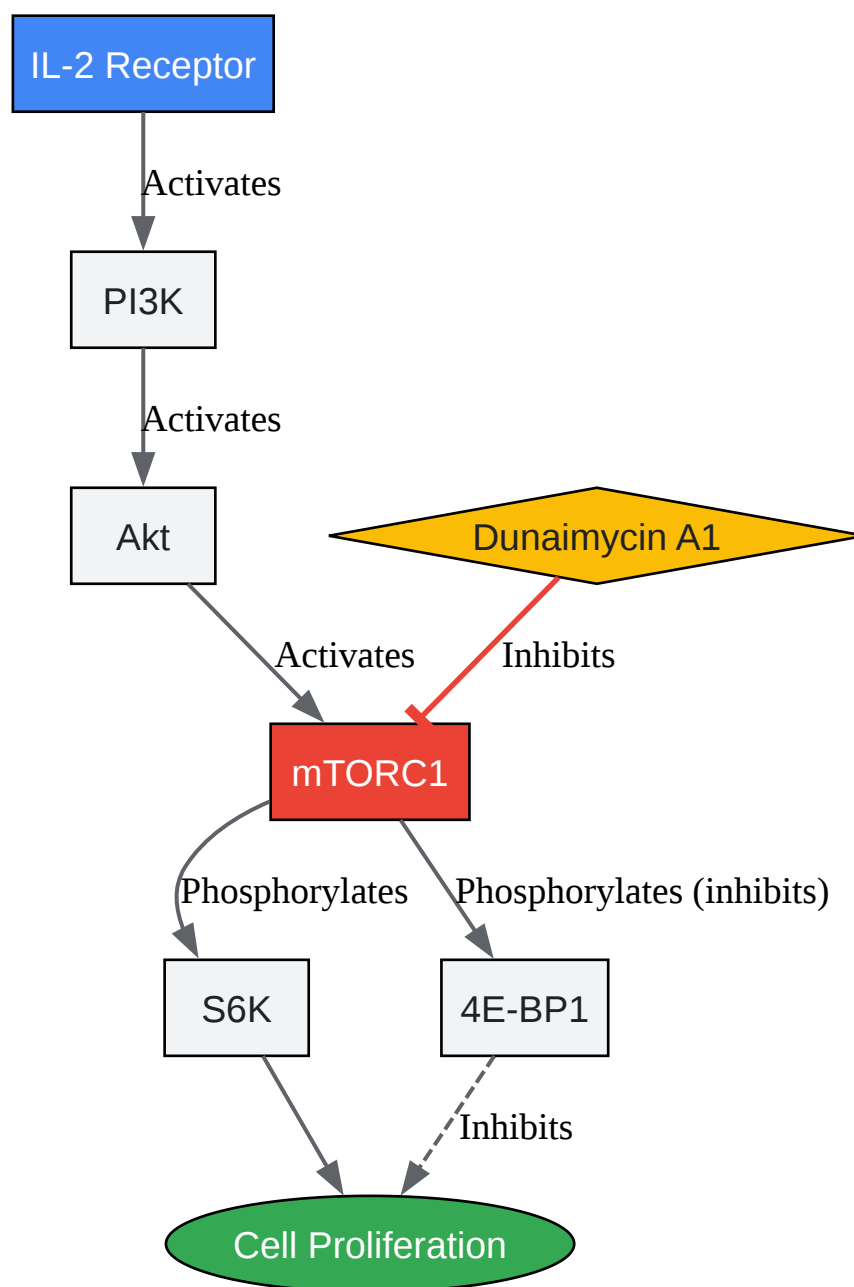 IL-2 Receptor
Activates
PI3K
Activates
Akt
Dunaimycin A1
Activates
Inhibits
mTORC1
Phosphorylates
Phosphorylates (inhibits)
S6K
4E-BP1
Inhibits
Cell Proliferation